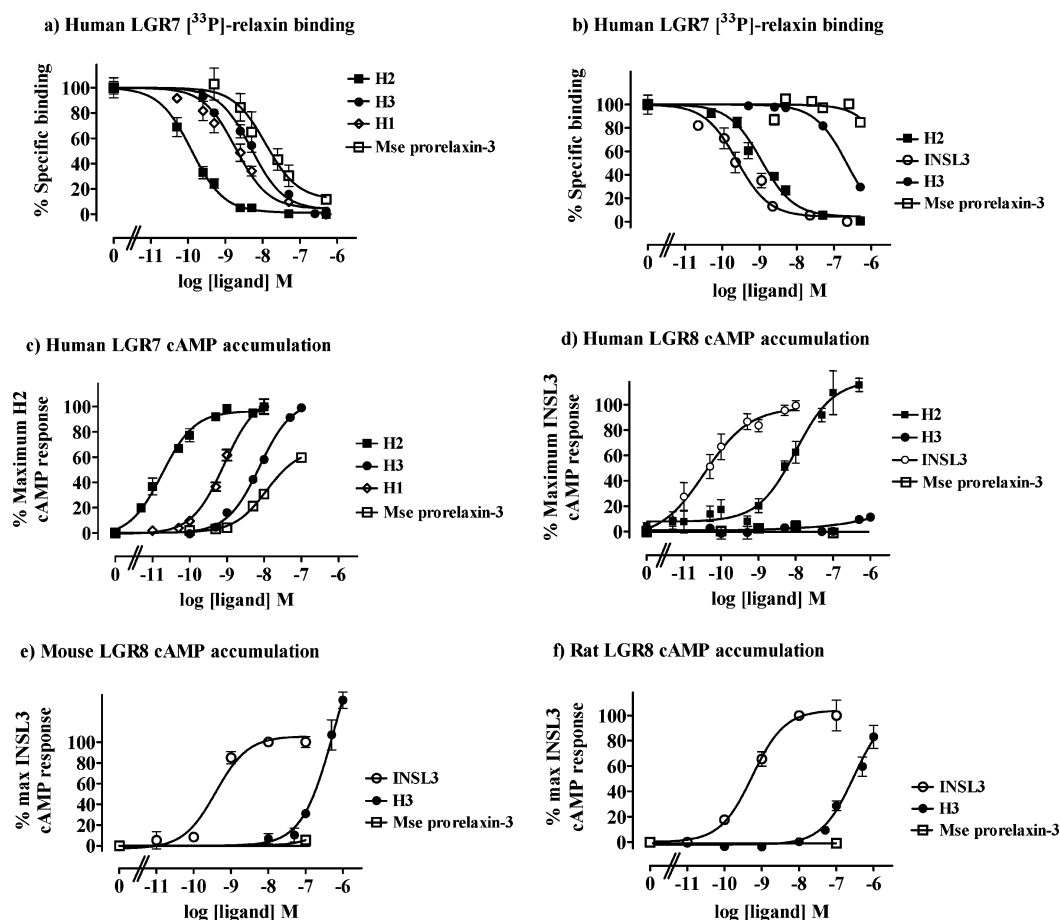 a) Human LGR7 [33P]-relaxin binding
% Specific binding
100
80
60
40
20
0
0 -11 -10 -9 -8 -7 -6
log [ligand] M
H2
H3
H1
Mse prorelaxin-3
b) Human LGR7 [33P]-relaxin binding
% Specific binding
100
80
60
40
20
0
0 -11 -10 -9 -8 -7 -6
log [ligand] M
H2
INSL3
H3
Mse prorelaxin-3
c) Human LGR7 cAMP accumulation
% Maximum H2
cAMP response
100
80
60
40
20
0
0 -11 -10 -9 -8 -7 -6
log [ligand] M
H2
H3
H1
Mse prorelaxin-3
d) Human LGR8 cAMP accumulation
% Maximum INSL3
cAMP response
100
80
60
40
20
0
0 -11 -10 -9 -8 -7 -6
log [ligand] M
H2
H3
INSL3
Mse prorelaxin-3
e) Mouse LGR8 cAMP accumulation
% max INSL3
cAMP response
100
80
60
40
20
0
0 -11 -10 -9 -8 -7 -6
log [ligand] M
INSL3
H3
Mse prorelaxin-3
f) Rat LGR8 cAMP accumulation
% max INSL3
cAMP response
100
80
60
40
20
0
0 -11 -10 -9 -8 -7 -6
log [ligand] M
INSL3
H3
Mse prorelaxin-3